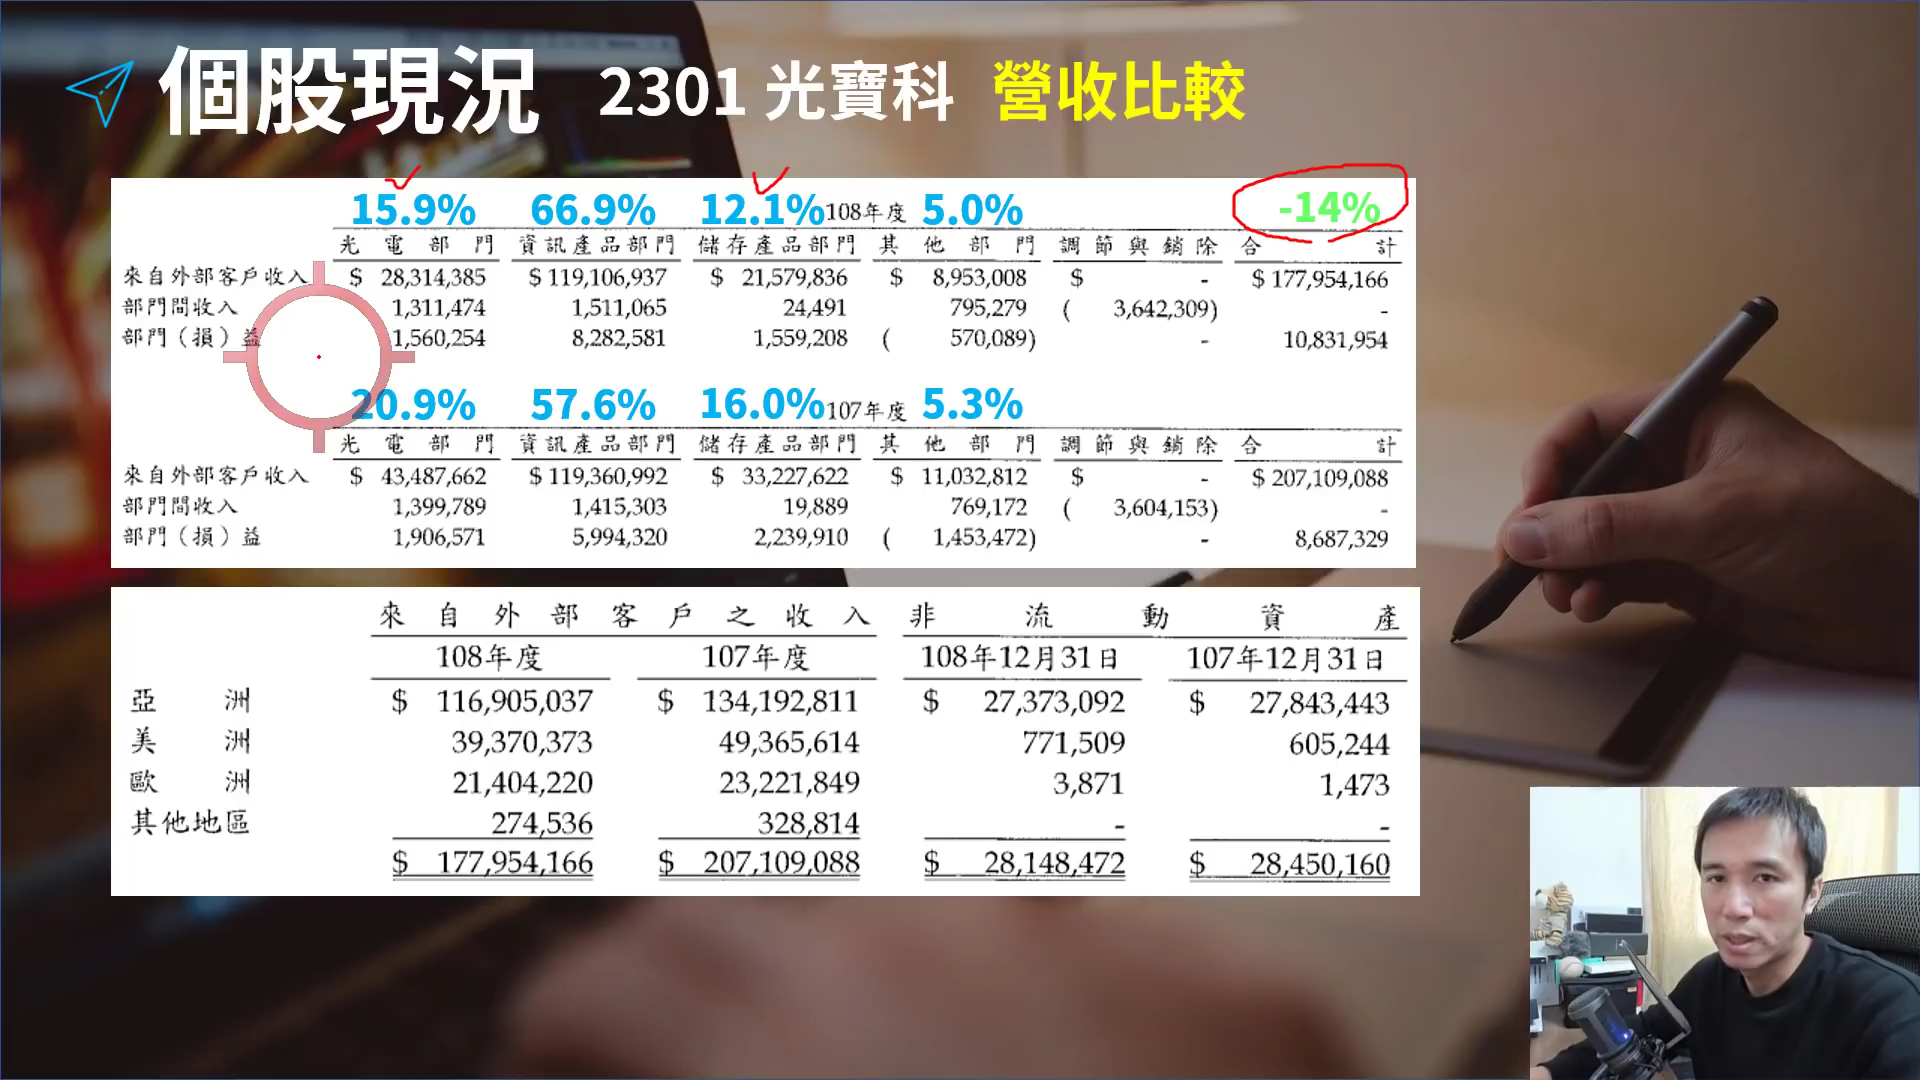 個股現況 2301 光寶科 營收比較
15.9% 66.9% 12.1% 108年度 5.0% -14%
光電部門 資訊產品部門 儲存產品部門 其他部門 調節與銷除 合計
來自外部客戶收入 $ 28,314,385 $ 119,106,937 $ 21,579,836 $ 8,953,008 $ - $ 177,954,166
部門間收入 1,311,474 1,511,065 24,491 795,279 ( 3,642,309) -
部門(損)益 1,560,254 8,282,581 1,559,208 ( 570,089) - 10,831,954
20.9% 57.6% 16.0% 107年度 5.3%
光電部門 資訊產品部門 儲存產品部門 其他部門 調節與銷除 合計
來自外部客戶收入 $ 43,487,662 $ 119,360,992 $ 33,227,622 $ 11,032,812 $ - $ 207,109,088
部門間收入 1,399,789 1,415,303 19,889 769,172 ( 3,604,153) -
部門(損)益 1,906,571 5,994,320 2,239,910 ( 1,453,472) - 8,687,329
來自外部客戶之收入 非流動資產
108年度 107年度 108年12月31日 107年12月31日
亞洲 $ 116,905,037 $ 134,192,811 $ 27,373,092 $ 27,843,443
美洲 39,370,373 49,365,614 771,509 605,244
歐洲 21,404,220 23,221,849 3,871 1,473
其他地區 274,536 328,814 - -
$ 177,954,166 $ 207,109,088 $ 28,148,472 $ 28,450,160